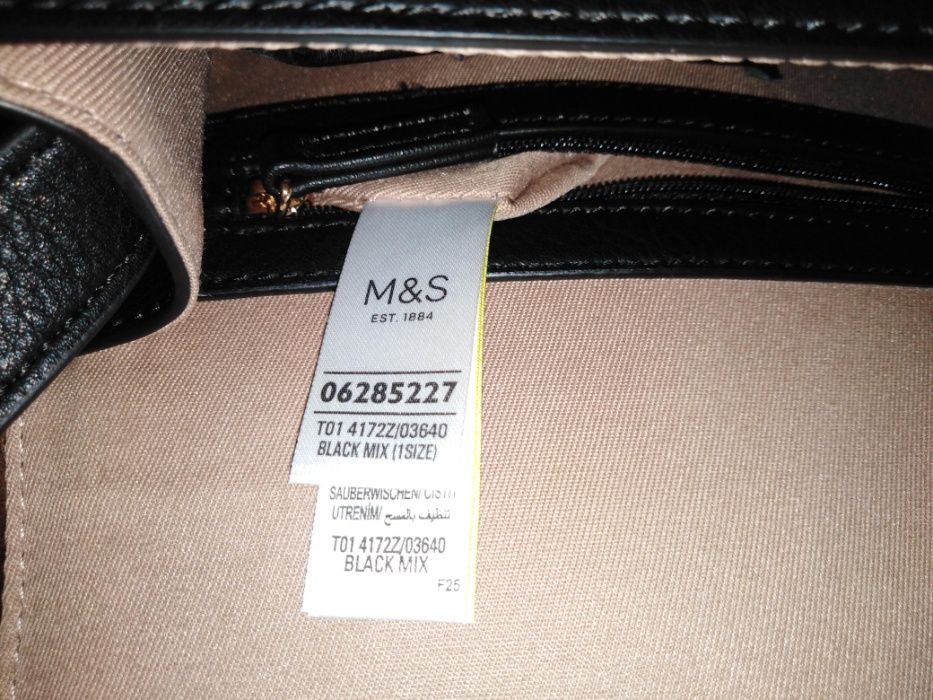 M&S
EST. 1884
06285227
T01 4172Z/03640
BLACK MIX (1SIZE)
SAUBERWISCHEN/
UTRENÍM/ تنظيف بالمسح
T01 4172Z/03640
BLACK MIX
F25